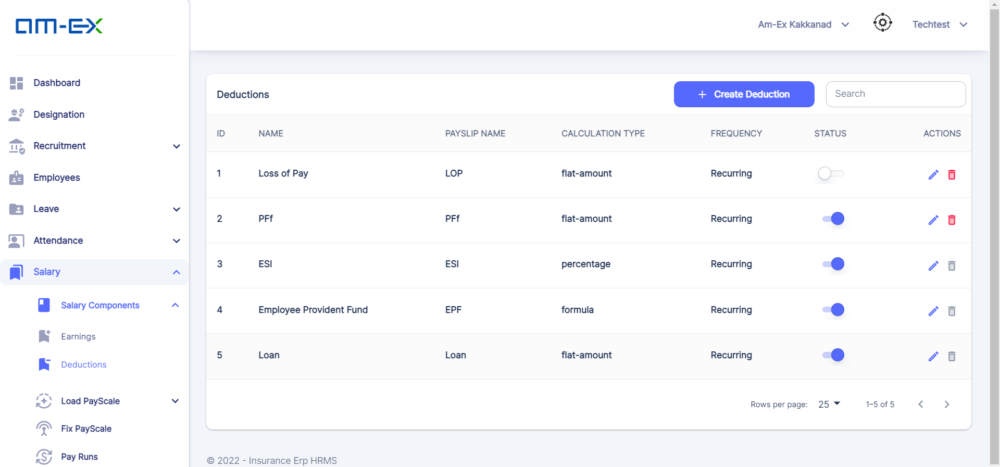 am-EX
Am-Ex Kakkanad
Techtest
Dashboard
Designation
Recruitment
Employees
Leave
Attendance
Salary
Salary Components
Earnings
Deductions
Load PayScale
Fix PayScale
Pay Runs
Deductions
+ Create Deduction
Search
ID NAME PAYSLIP NAME CALCULATION TYPE FREQUENCY STATUS ACTIONS
1 Loss of Pay LOP flat-amount Recurring
2 PFf PFf flat-amount Recurring
3 ESI ESI percentage Recurring
4 Employee Provident Fund EPF formula Recurring
5 Loan Loan flat-amount Recurring
Rows per page: 25 1–5 of 5
© 2022 - Insurance Erp HRMS